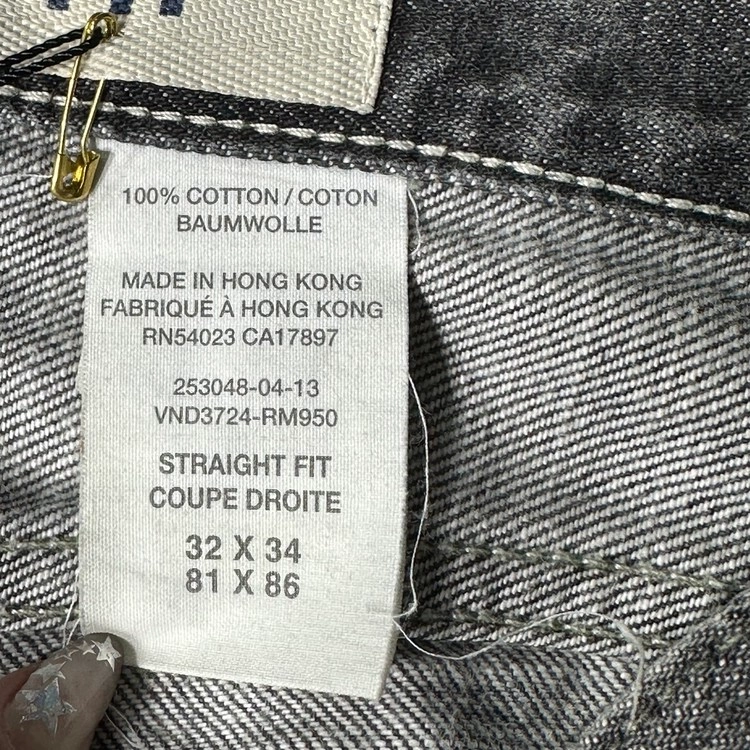 100% COTTON / COTON
BAUMWOLLE
MADE IN HONG KONG
FABRIQUÉ À HONG KONG
RN54023 CA17897
253048-04-13
VND3724-RM950
STRAIGHT FIT
COUPE DROITE
32 X 34
81 X 86